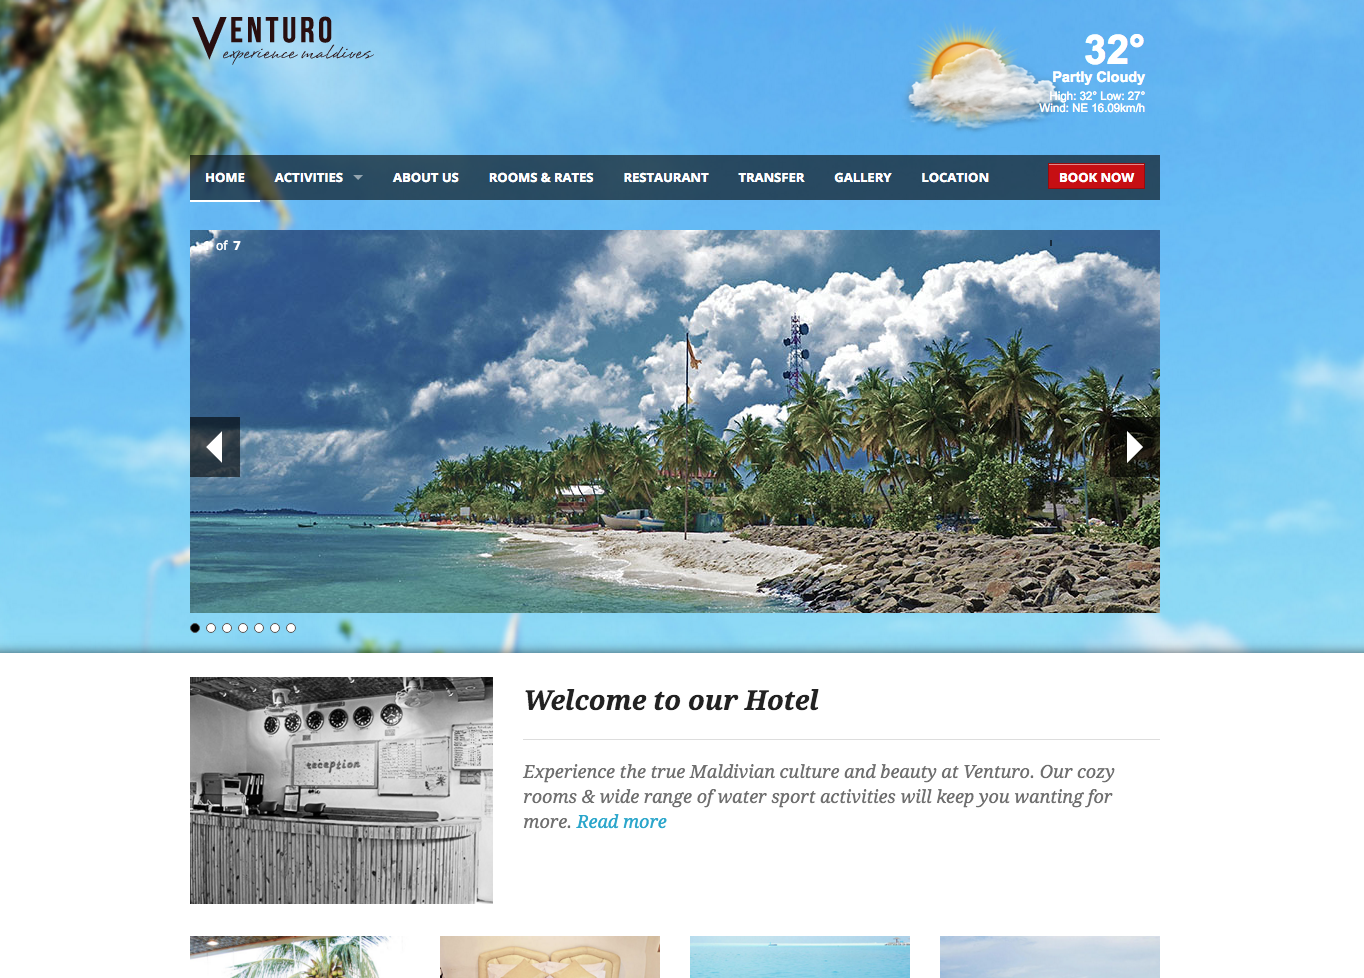 VENTURO
experience maldives
32°
Partly Cloudy
High: 32° Low: 27°
Wind: NE 16.09km/h
HOME ACTIVITIES ABOUT US ROOMS & RATES RESTAURANT TRANSFER GALLERY LOCATION BOOK NOW
of 7
reception
Welcome to our Hotel
Experience the true Maldivian culture and beauty at Venturo. Our cozy
rooms & wide range of water sport activities will keep you wanting for
more. Read more